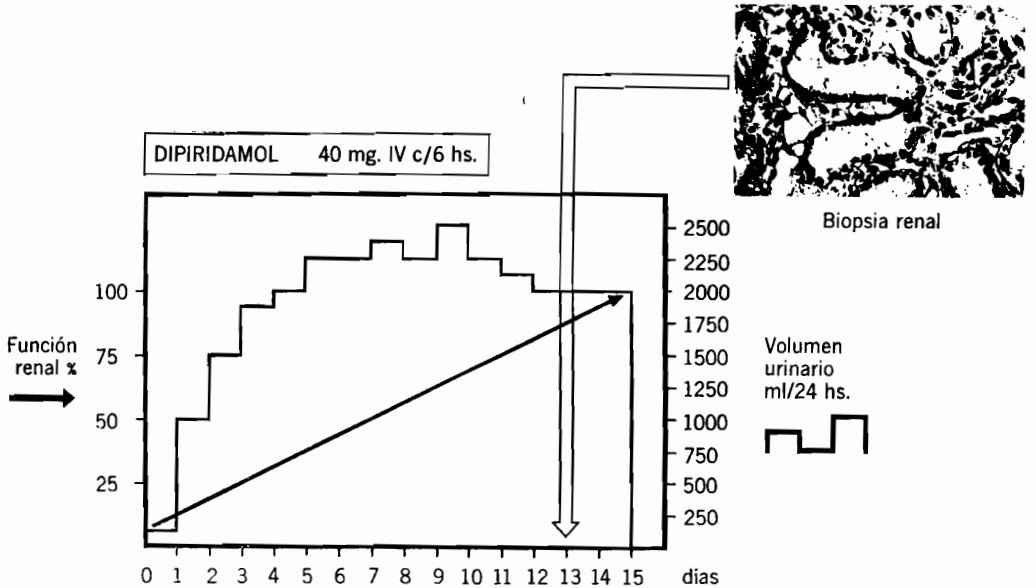 DIPIRIDAMOL 40 mg. IV c/6 hs.
Biopsia renal
Función
renal %
100
75
50
25
2500
2250
2000
1750
1500
1250
1000
750
500
250
Volumen
urinario
ml/24 hs.
0 1 2 3 4 5 6 7 8 9 10 11 12 13 14 15 días